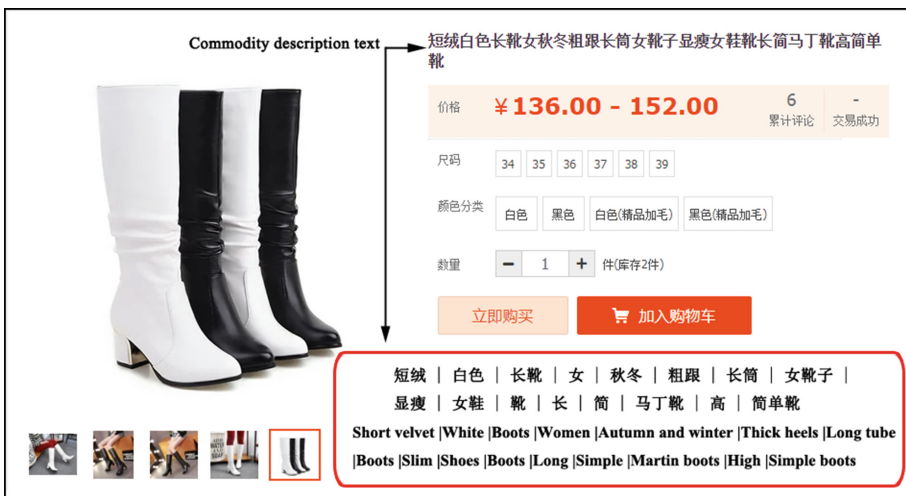 Commodity description text
短绒白色长靴女秋冬粗跟长筒女靴子显瘦女鞋靴长简马丁靴高简单
靴
价格 ¥136.00 - 152.00 6 -
累计评论 交易成功
尺码 34 35 36 37 38 39
颜色分类 白色 黑色 白色(精品加毛) 黑色(精品加毛)
数量 − 1 + 件(库存2件)
立即购买 加入购物车
短绒 | 白色 | 长靴 | 女 | 秋冬 | 粗跟 | 长筒 | 女靴子 |
显瘦 | 女鞋 | 靴 | 长 | 简 | 马丁靴 | 高 | 简单靴
Short velvet |White |Boots |Women |Autumn and winter |Thick heels |Long tube
|Boots |Slim |Shoes |Boots |Long |Simple |Martin boots |High |Simple boots